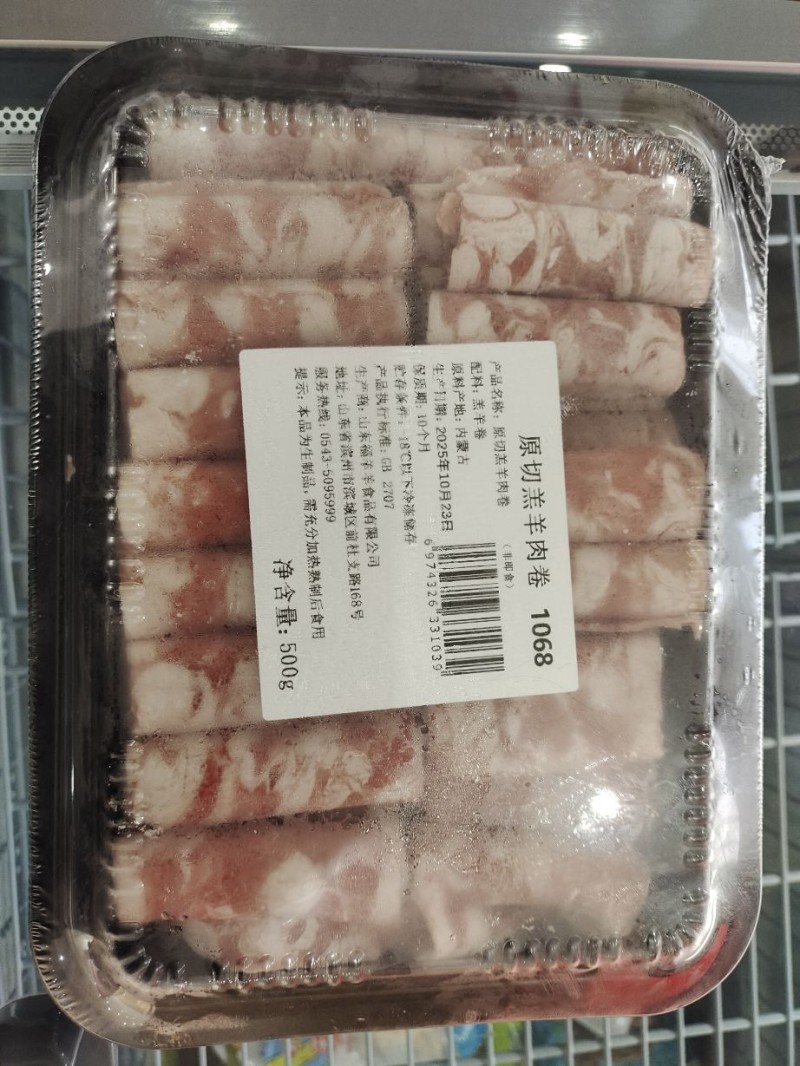 原切羔羊肉卷 1068
(非即食)
产品名称: 原切羔羊肉卷
配料: 羔羊卷
原料产地: 内蒙古
生产日期: 2025年10月23日
保质期: 10个月
贮存条件: -18℃以下冷冻储存
产品执行标准: GB 2707
生产商: 山东福羊羊食品有限公司
地址: 山东省滨州市滨城区前杜支路168号
服务热线: 0543-5095999
提示: 本品为生制品, 需充分加热熟制后食用
净含量: 500g
6974326331039